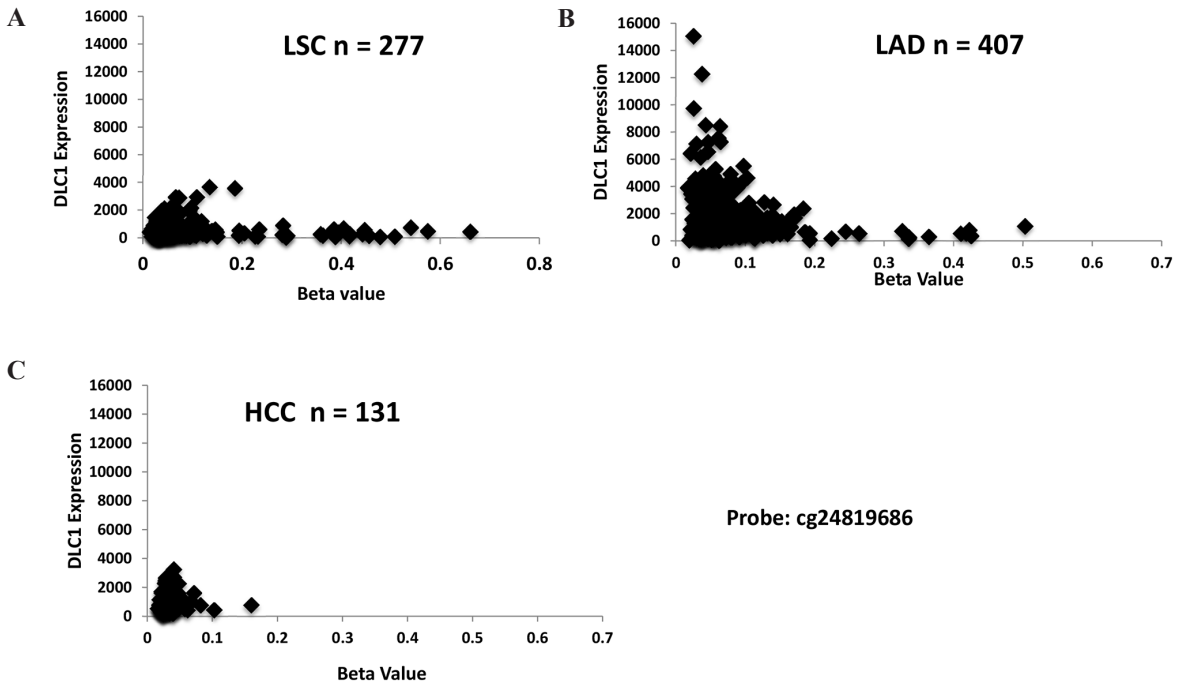 A
LSC n = 277
DLC1 Expression
16000
14000
12000
10000
8000
6000
4000
2000
0
0 0.2 0.4 0.6 0.8
Beta value
B
LAD n = 407
DLC1 Expression
16000
14000
12000
10000
8000
6000
4000
2000
0
0 0.1 0.2 0.3 0.4 0.5 0.6 0.7
Beta Value
C
HCC n = 131
DLC1 Expression
16000
14000
12000
10000
8000
6000
4000
2000
0
0 0.1 0.2 0.3 0.4 0.5 0.6 0.7
Beta Value
Probe: cg24819686